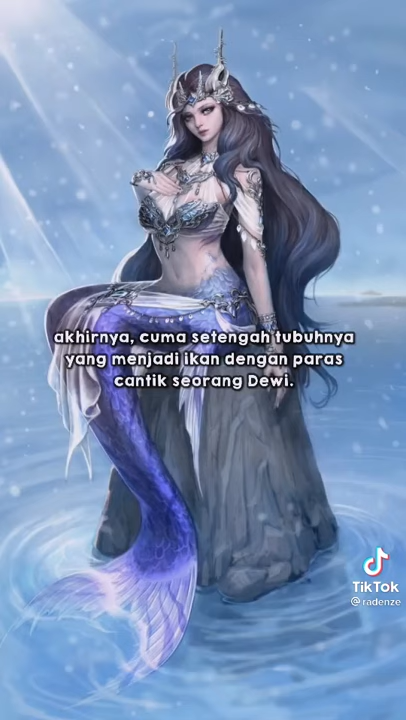 akhirnya, cuma setengah tubuhnya
yang menjadi ikan dengan paras
cantik seorang Dewi.
TikTok
@radenze